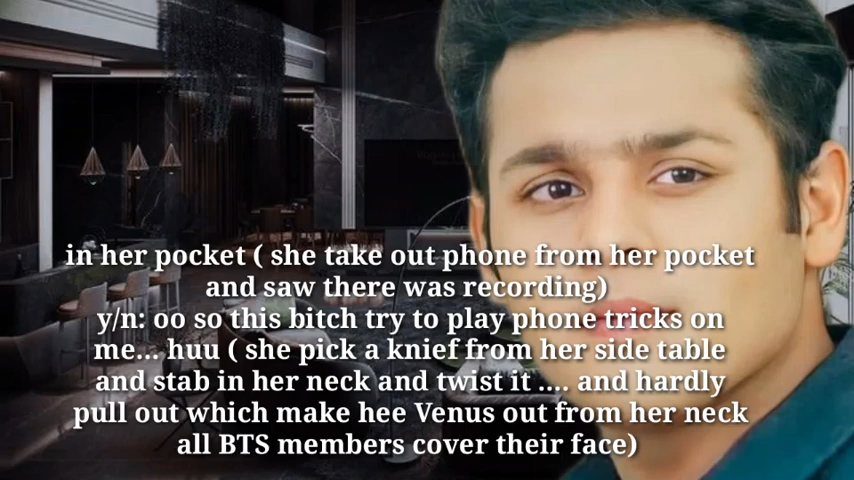 in her pocket ( she take out phone from her pocket
and saw there was recording)
y/n: oo so this bitch try to play phone tricks on
me... huu ( she pick a knief from her side table
and stab in her neck and twist it .... and hardly
pull out which make hee Venus out from her neck
all BTS members cover their face)